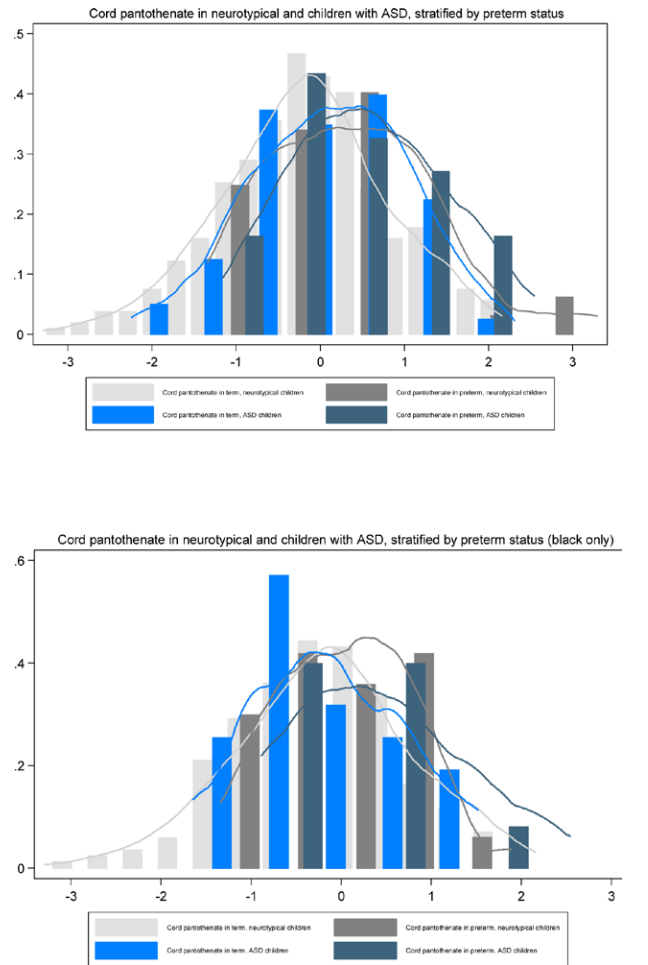 Cord pantothenate in neurotypical and children with ASD, stratified by preterm status
.5
.4
.3
.2
.1
0
-3 -2 -1 0 1 2 3
Cord pantothenate in term, neurotypical children Cord pantothenate in preterm, neurotypical children
Cord pantothenate in term, ASD children Cord pantothenate in preterm, ASD children
Cord pantothenate in neurotypical and children with ASD, stratified by preterm status (black only)
.6
.4
.2
0
-3 -2 -1 0 1 2 3
Cord pantothenate in term, neurotypical children Cord pantothenate in preterm, neurotypical children
Cord pantothenate in term, ASD children Cord pantothenate in preterm, ASD children